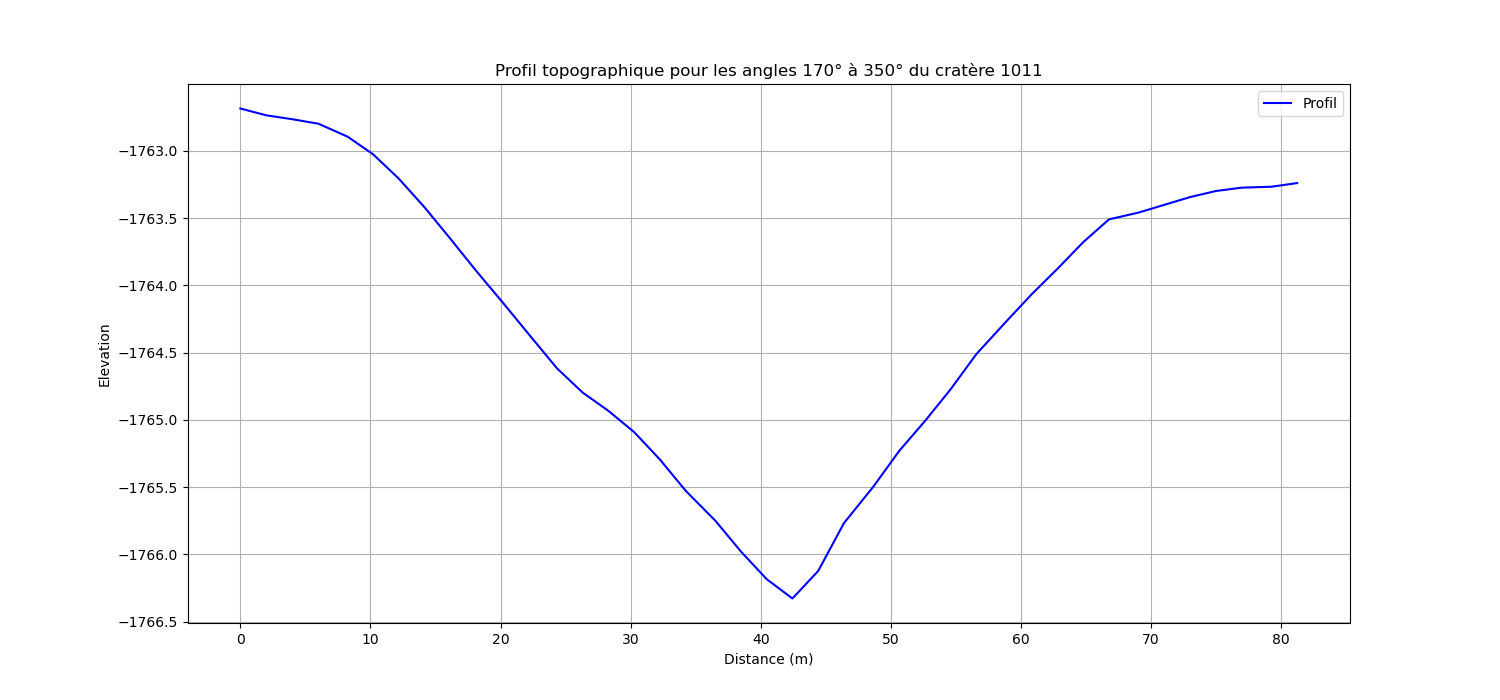 Profil topographique pour les angles 170° à 350° du cratère 1011
Profil
−1763.0
−1763.5
−1764.0
−1764.5
−1765.0
−1765.5
−1766.0
−1766.5
Elevation
0 10 20 30 40 50 60 70 80
Distance (m)